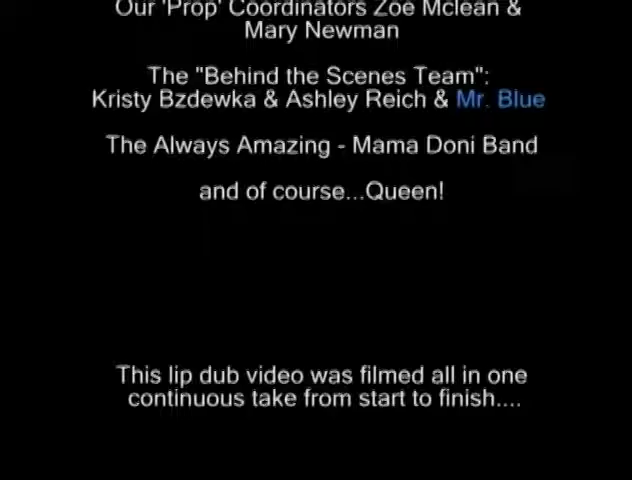 Our 'Prop' Coordinators Zoe Mclean &
Mary Newman
The "Behind the Scenes Team":
Kristy Bzdewka & Ashley Reich & Mr. Blue
The Always Amazing - Mama Doni Band
and of course...Queen!
This lip dub video was filmed all in one
continuous take from start to finish....